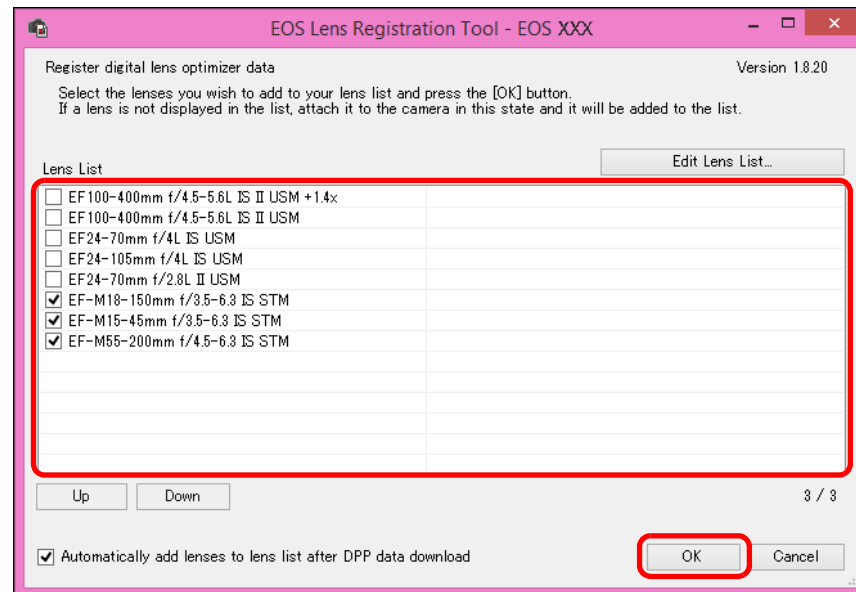 EOS Lens Registration Tool - EOS XXX
Register digital lens optimizer data
Version 1.8.20
Select the lenses you wish to add to your lens list and press the [OK] button.
If a lens is not displayed in the list, attach it to the camera in this state and it will be added to the list.
Edit Lens List...
Lens List
EF100-400mm f/4.5-5.6L IS II USM +1.4x
EF100-400mm f/4.5-5.6L IS II USM
EF24-70mm f/4L IS USM
EF24-105mm f/4L IS USM
EF24-70mm f/2.8L II USM
EF-M18-150mm f/3.5-6.3 IS STM
EF-M15-45mm f/3.5-6.3 IS STM
EF-M55-200mm f/4.5-6.3 IS STM
Up
Down
3 / 3
Automatically add lenses to lens list after DPP data download
OK
Cancel